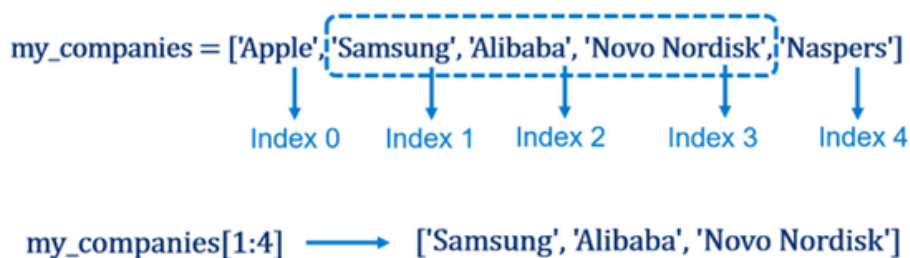 my_companies = ['Apple', 'Samsung', 'Alibaba', 'Novo Nordisk', 'Naspers']
Index 0 Index 1 Index 2 Index 3 Index 4
my_companies[1:4] ['Samsung', 'Alibaba', 'Novo Nordisk']